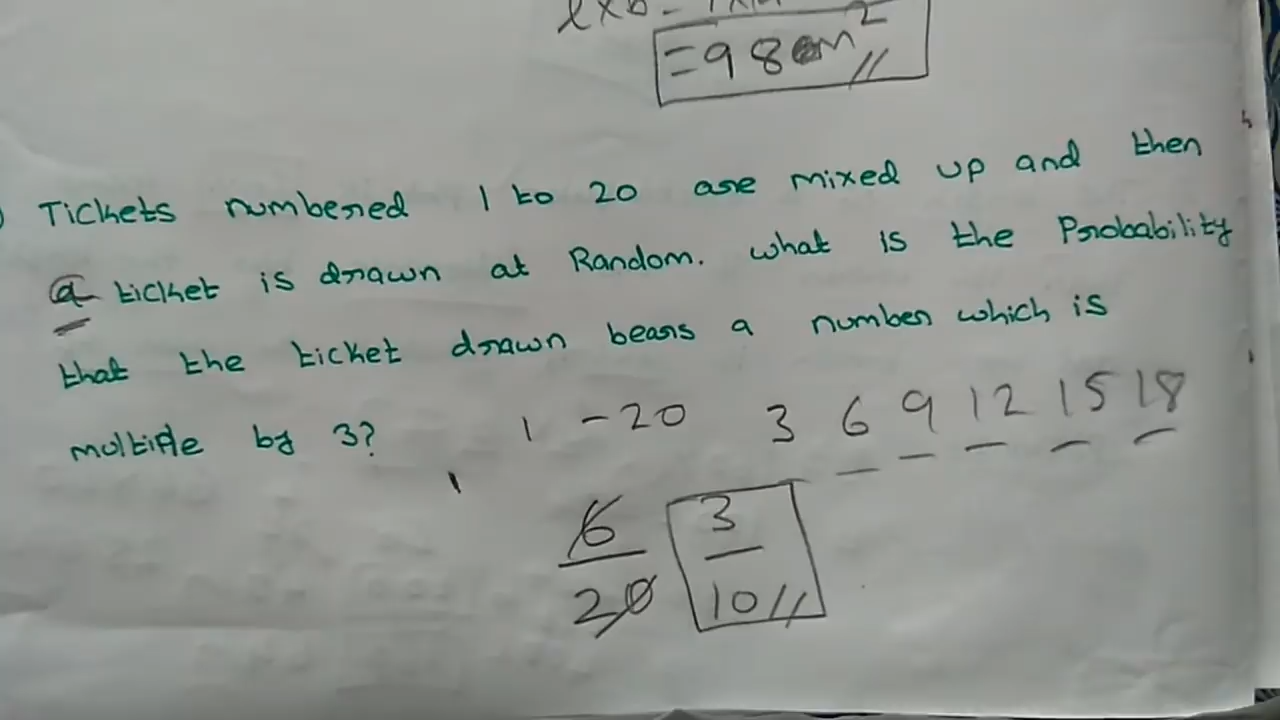 =98 cm²
Tickets numbered 1 to 20 are mixed up and then
a ticket is drawn at Random. what is the Probability
that the ticket drawn bears a number which is
multiple by 3? 1 - 20 3 6 9 12 15 18
6/20 3/10